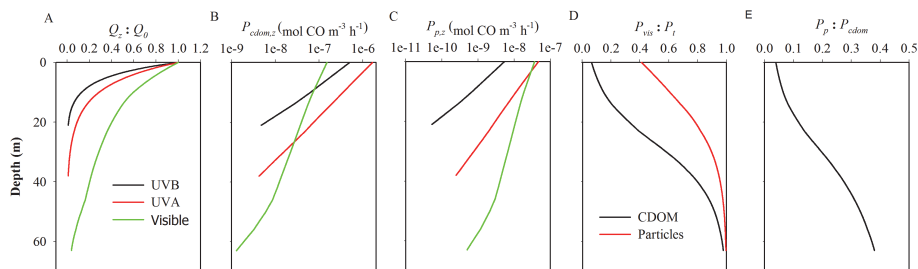 A
Q_z : Q_0
0.0 0.2 0.4 0.6 0.8 1.0 1.2
0
20
40
60
Depth (m)
UVB
UVA
Visible
B
P_cdom,z (mol CO m⁻³ h⁻¹)
1e-9 1e-8 1e-7 1e-6
C
P_p,z (mol CO m⁻³ h⁻¹)
1e-11 1e-10 1e-9 1e-8 1e-7
D
P_vis : P_t
0.0 0.2 0.4 0.6 0.8 1.0
CDOM
Particles
E
P_p : P_cdom
0.0 0.1 0.2 0.3 0.4 0.5